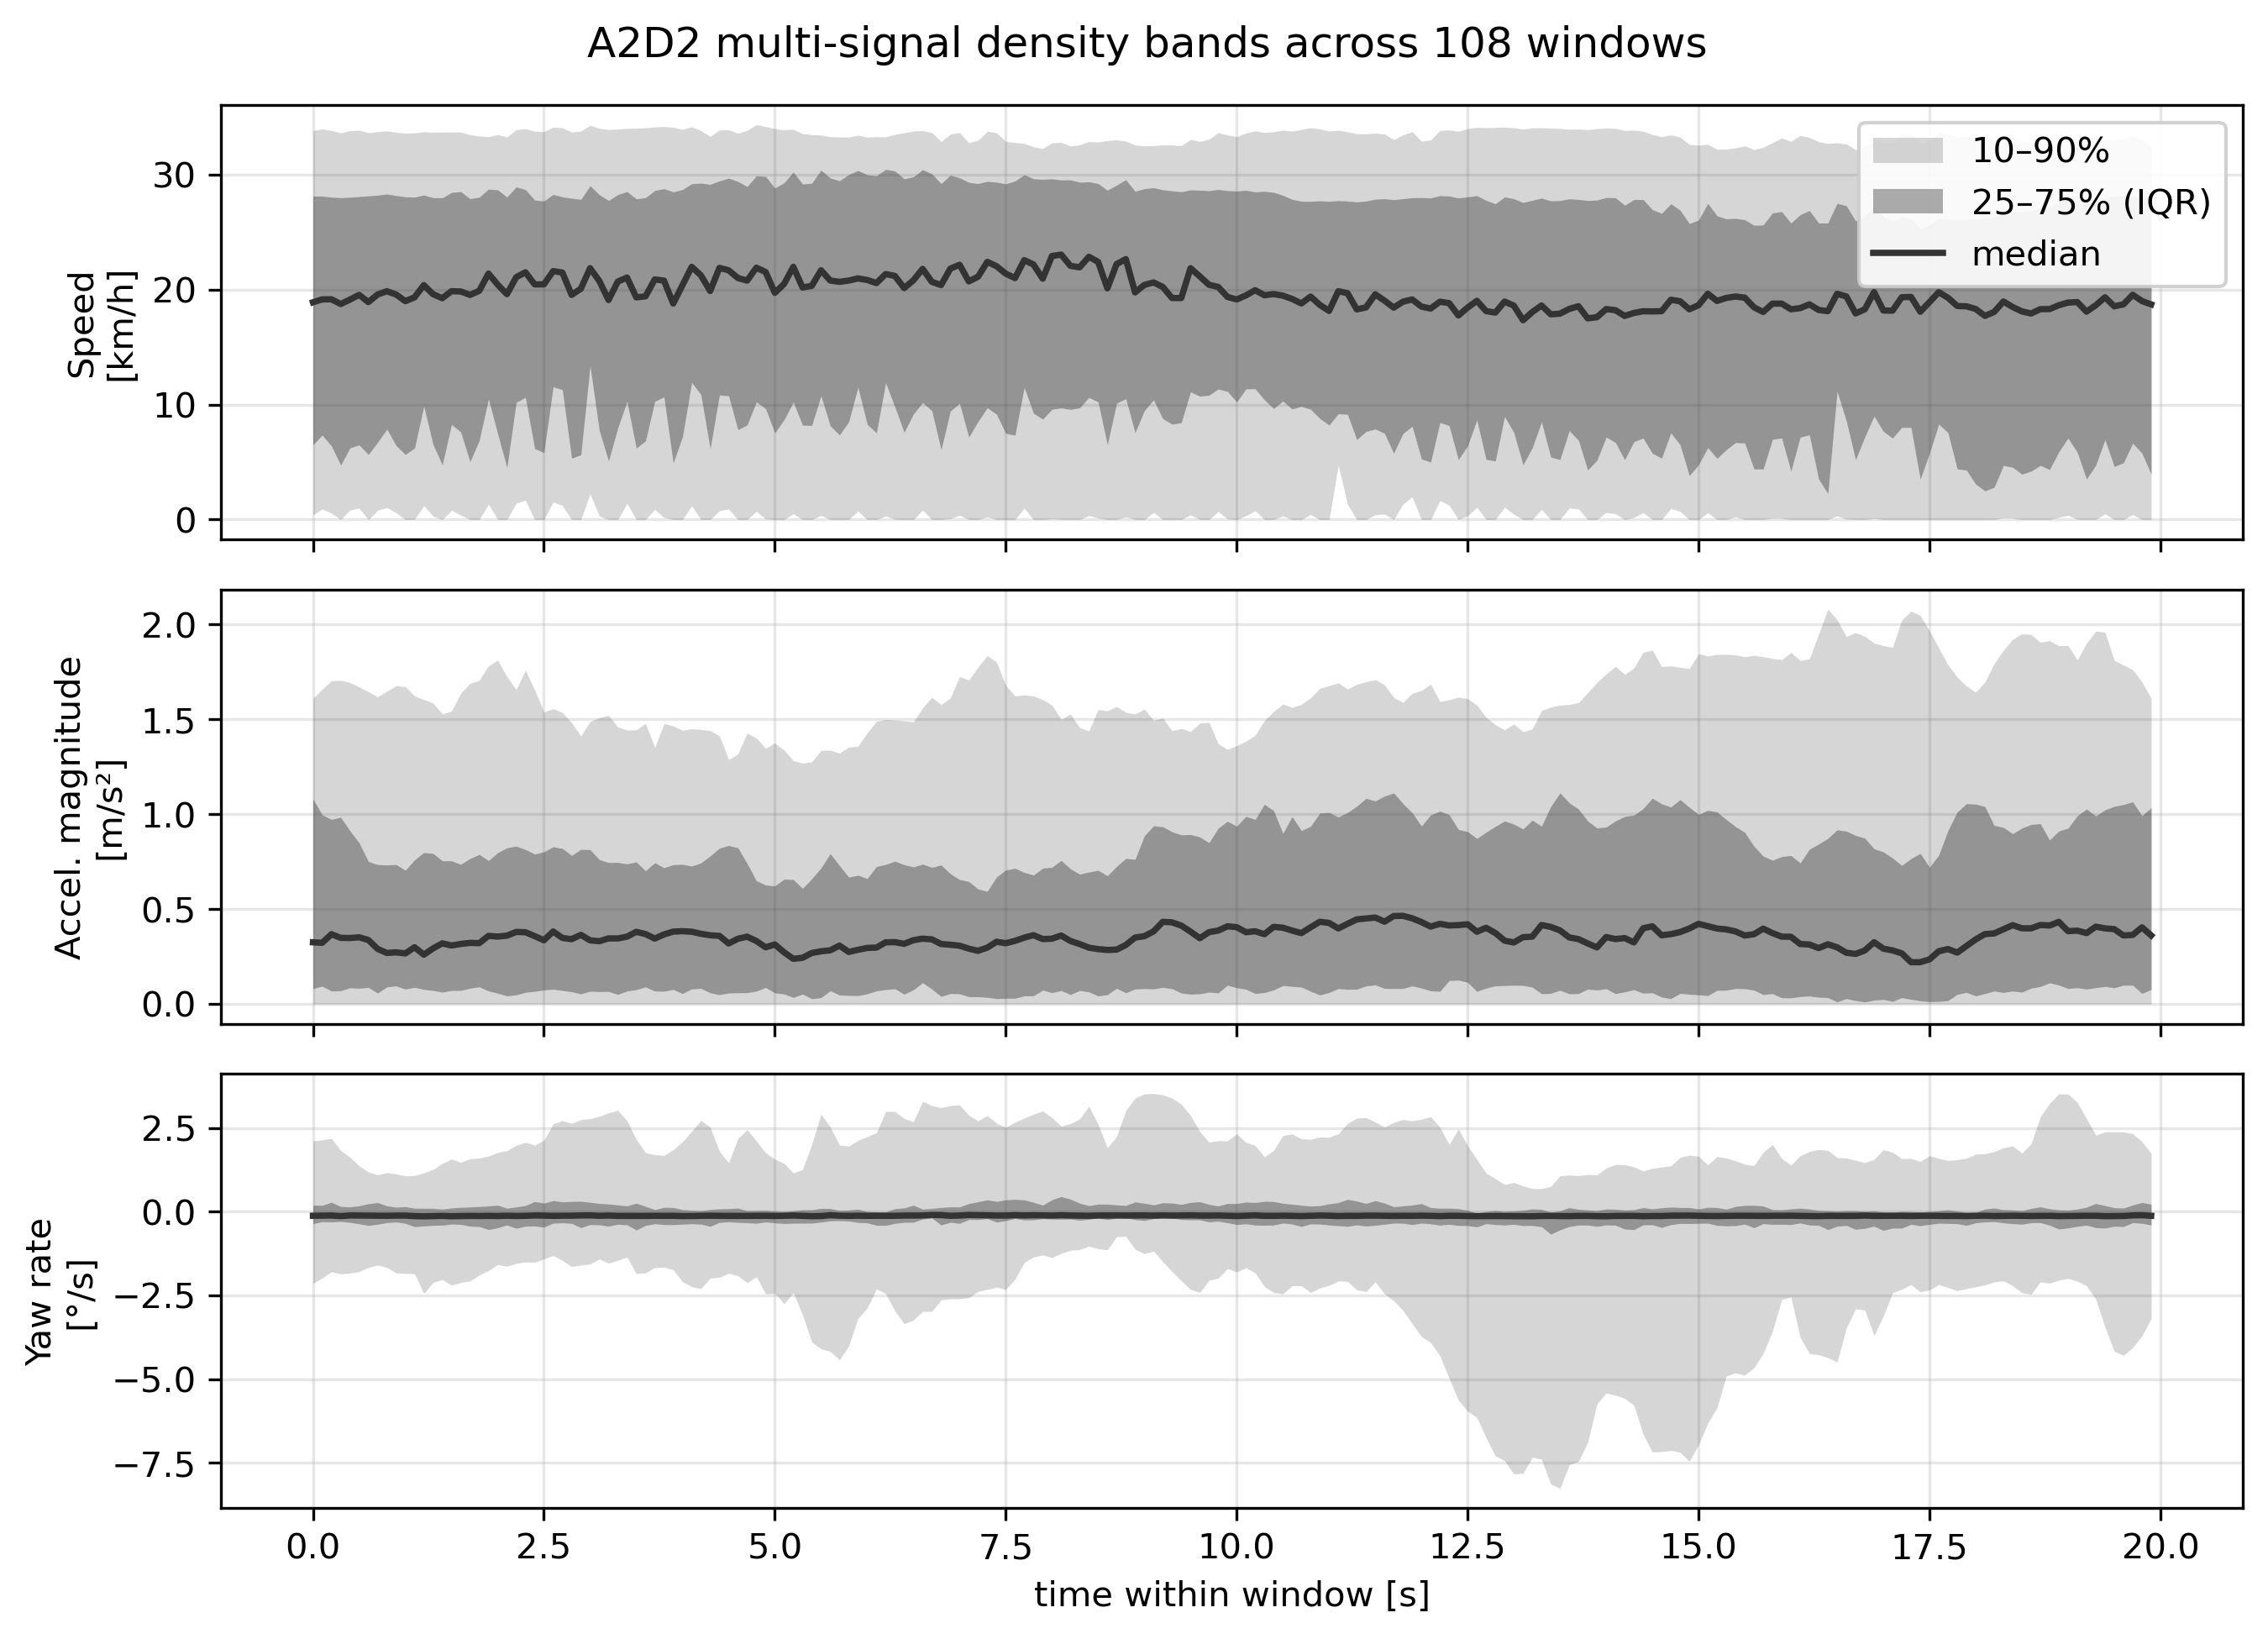 A2D2 multi-signal density bands across 108 windows
Speed
[km/h]
30
20
10
0
10–90%
25–75% (IQR)
median
Accel. magnitude
[m/s²]
2.0
1.5
1.0
0.5
0.0
Yaw rate
[°/s]
2.5
0.0
−2.5
−5.0
−7.5
0.0 2.5 5.0 7.5 10.0 12.5 15.0 17.5 20.0
time within window [s]